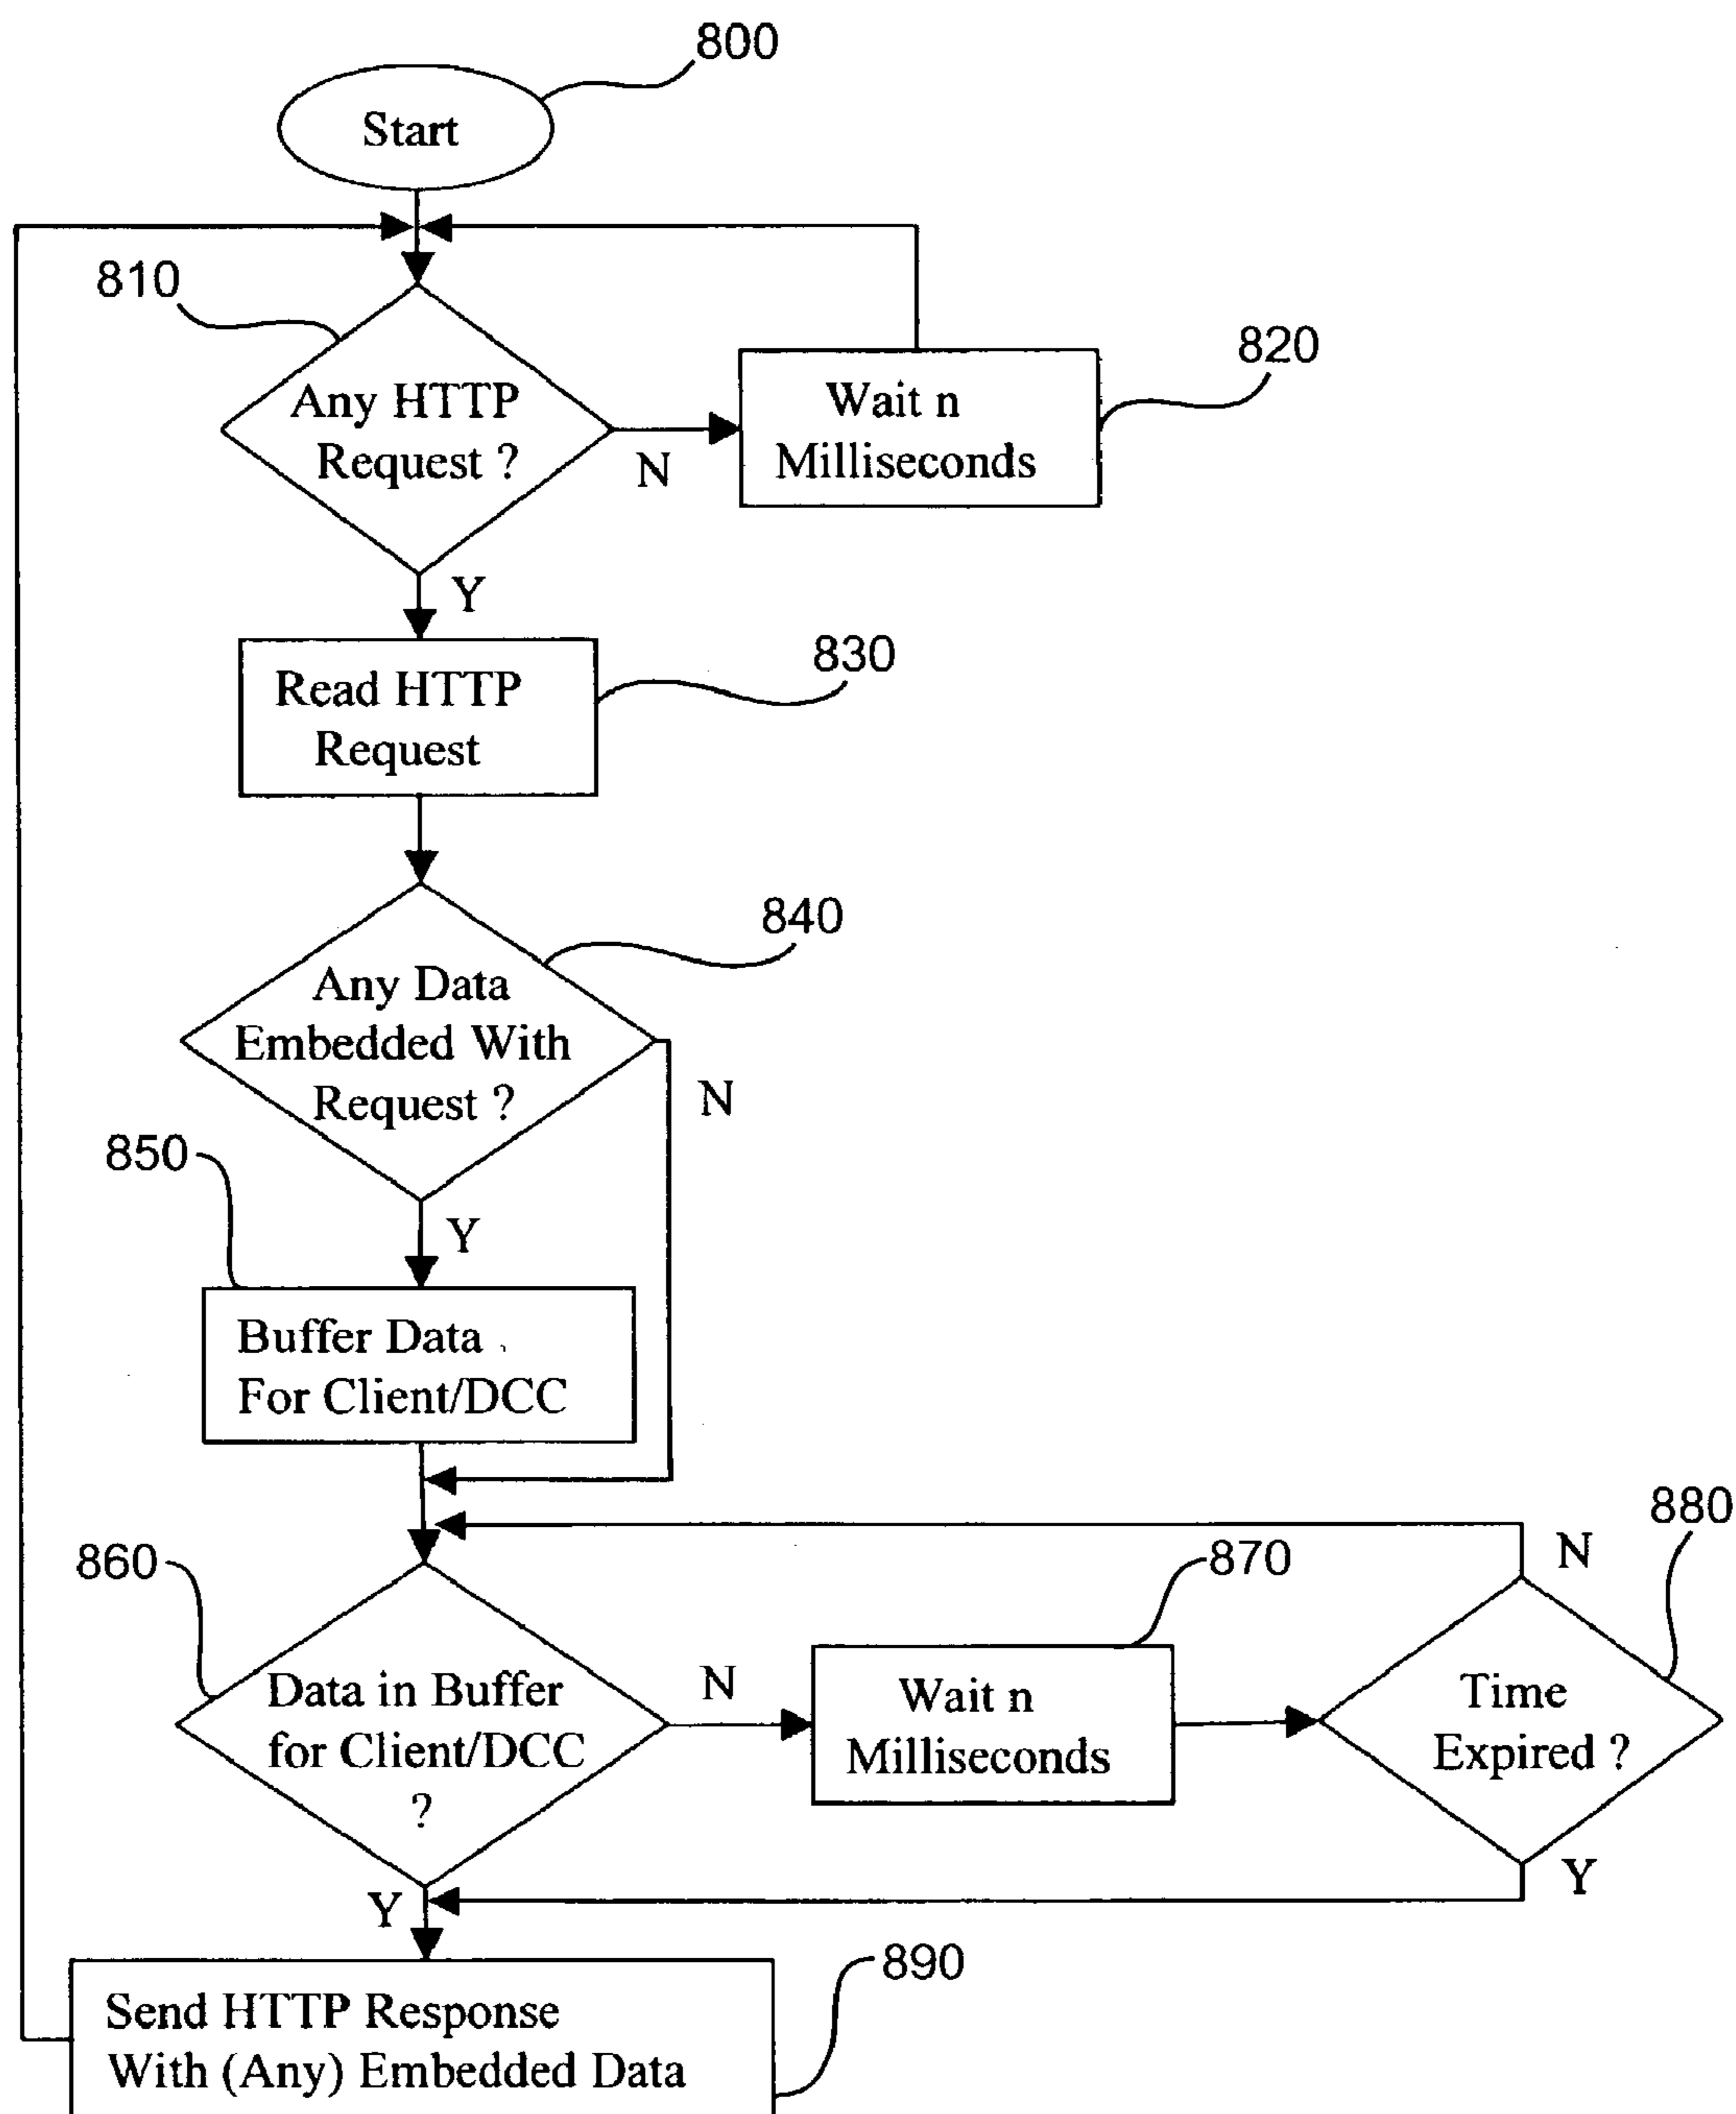 800
Start
810
Any HTTP
Request ?
N
Wait n
Milliseconds
820
Y
Read HTTP
Request
830
840
Any Data
Embedded With
Request ?
N
850
Y
Buffer Data
For Client/DCC
880
860
870
N
Data in Buffer
for Client/DCC
?
N
Wait n
Milliseconds
Time
Expired ?
Y
Y
890
Send HTTP Response
With (Any) Embedded Data